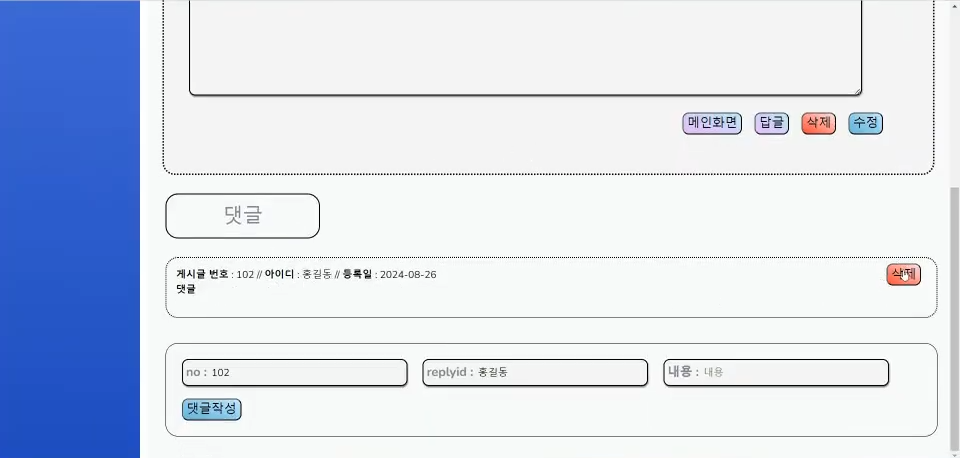 메인화면 답글 삭제 수정
댓글
게시글 번호 : 102 // 아이디 : 홍길동 // 등록일 : 2024-08-26 삭제
댓글
no : 102 replyid : 홍길동 내용 : 내용
댓글작성